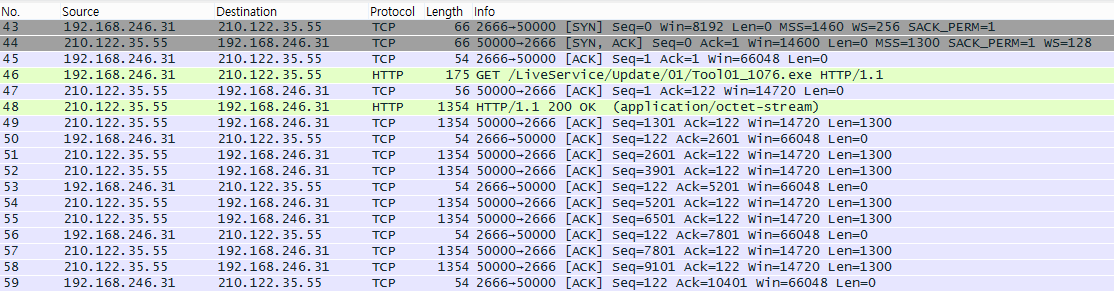 No. Source Destination Protocol Length Info
43 192.168.246.31 210.122.35.55 TCP 66 2666→50000 [SYN] Seq=0 Win=8192 Len=0 MSS=1460 WS=256 SACK_PERM=1
44 210.122.35.55 192.168.246.31 TCP 66 50000→2666 [SYN, ACK] Seq=0 Ack=1 Win=14600 Len=0 MSS=1300 SACK_PERM=1 WS=128
45 192.168.246.31 210.122.35.55 TCP 54 2666→50000 [ACK] Seq=1 Ack=1 Win=66048 Len=0
46 192.168.246.31 210.122.35.55 HTTP 175 GET /LiveService/Update/01/Tool01_1076.exe HTTP/1.1
47 210.122.35.55 192.168.246.31 TCP 56 50000→2666 [ACK] Seq=1 Ack=122 Win=14720 Len=0
48 210.122.35.55 192.168.246.31 HTTP 1354 HTTP/1.1 200 OK (application/octet-stream)
49 210.122.35.55 192.168.246.31 TCP 1354 50000→2666 [ACK] Seq=1301 Ack=122 Win=14720 Len=1300
50 192.168.246.31 210.122.35.55 TCP 54 2666→50000 [ACK] Seq=122 Ack=2601 Win=66048 Len=0
51 210.122.35.55 192.168.246.31 TCP 1354 50000→2666 [ACK] Seq=2601 Ack=122 Win=14720 Len=1300
52 210.122.35.55 192.168.246.31 TCP 1354 50000→2666 [ACK] Seq=3901 Ack=122 Win=14720 Len=1300
53 192.168.246.31 210.122.35.55 TCP 54 2666→50000 [ACK] Seq=122 Ack=5201 Win=66048 Len=0
54 210.122.35.55 192.168.246.31 TCP 1354 50000→2666 [ACK] Seq=5201 Ack=122 Win=14720 Len=1300
55 210.122.35.55 192.168.246.31 TCP 1354 50000→2666 [ACK] Seq=6501 Ack=122 Win=14720 Len=1300
56 192.168.246.31 210.122.35.55 TCP 54 2666→50000 [ACK] Seq=122 Ack=7801 Win=66048 Len=0
57 210.122.35.55 192.168.246.31 TCP 1354 50000→2666 [ACK] Seq=7801 Ack=122 Win=14720 Len=1300
58 210.122.35.55 192.168.246.31 TCP 1354 50000→2666 [ACK] Seq=9101 Ack=122 Win=14720 Len=1300
59 192.168.246.31 210.122.35.55 TCP 54 2666→50000 [ACK] Seq=122 Ack=10401 Win=66048 Len=0